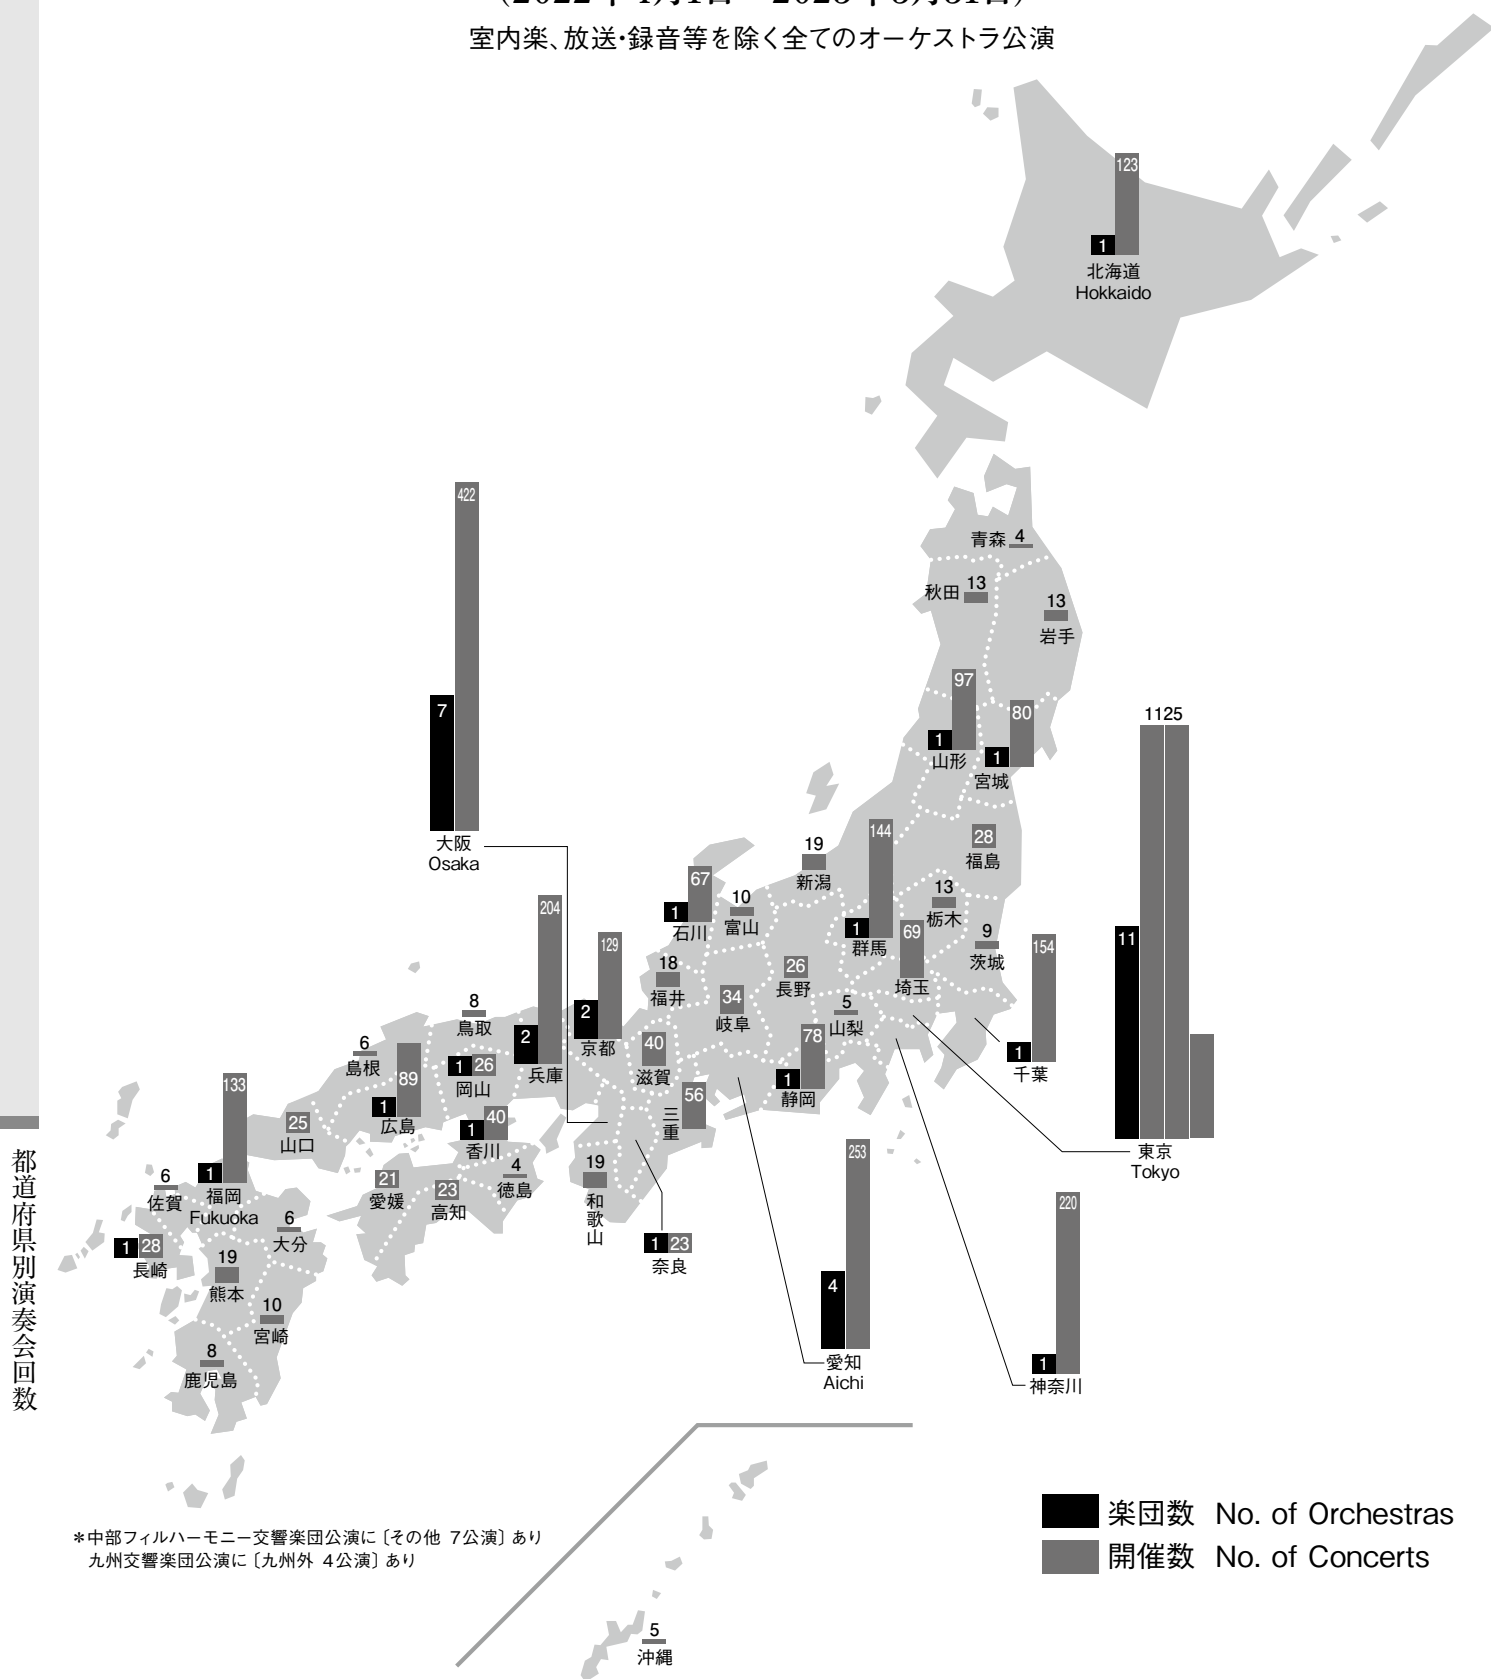 室内楽、放送・録音等を除く全てのオーケストラ公演
123
1
北海道
Hokkaido
422
7
大阪
Osaka
青森 4
秋田 13
13
岩手
97
1
山形
80
1
宮城
1125
11
東京
Tokyo
28
福島
19
新潟
144
1
群馬
13
栃木
69
埼玉
9
茨城
154
1
千葉
67
1
石川
10
富山
204
2
兵庫
129
2
京都
18
福井
26
長野
34
岐阜
5
山梨
78
1
静岡
40
滋賀
56
三重
8
鳥取
6
島根
1 26
岡山
89
1
広島
40
1
香川
133
1
福岡
Fukuoka
25
山口
6
佐賀
21
愛媛
23
高知
4
徳島
19
和歌山
1 23
奈良
253
4
愛知
Aichi
220
1
神奈川
6
大分
1 28
長崎
19
熊本
10
宮崎
8
鹿児島
都道府県別演奏会回数
5
沖縄
＊中部フィルハーモニー交響楽団公演に〔その他 7公演〕あり
九州交響楽団公演に〔九州外 4公演〕あり
楽団数 No. of Orchestras
開催数 No. of Concerts